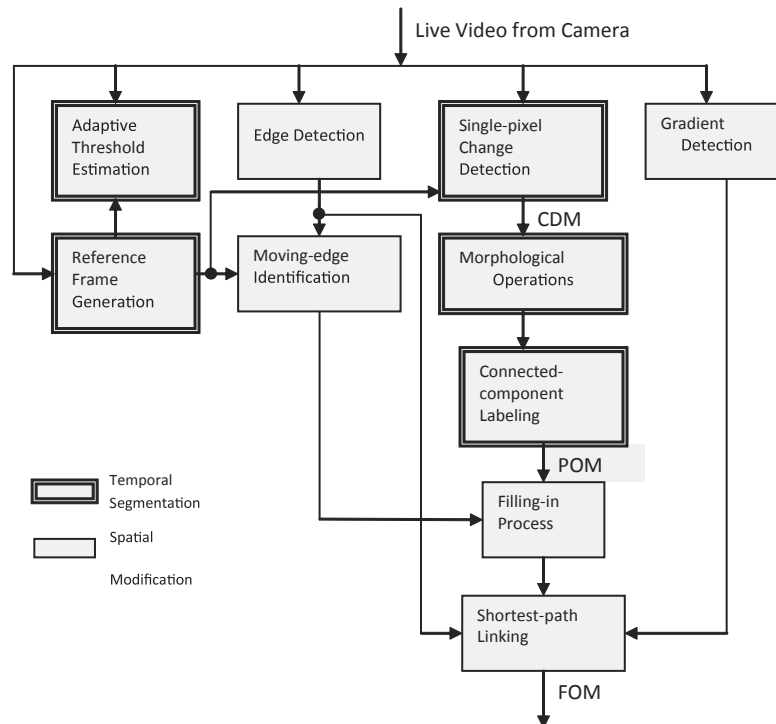 Live Video from Camera
Adaptive
Threshold
Estimation
Edge Detection
Single-pixel
Change
Detection
Gradient
Detection
CDM
Reference
Frame
Generation
Moving-edge
Identification
Morphological
Operations
Connected-
component
Labeling
POM
Temporal
Segmentation
Filling-in
Process
Spatial
Modification
Shortest-path
Linking
FOM